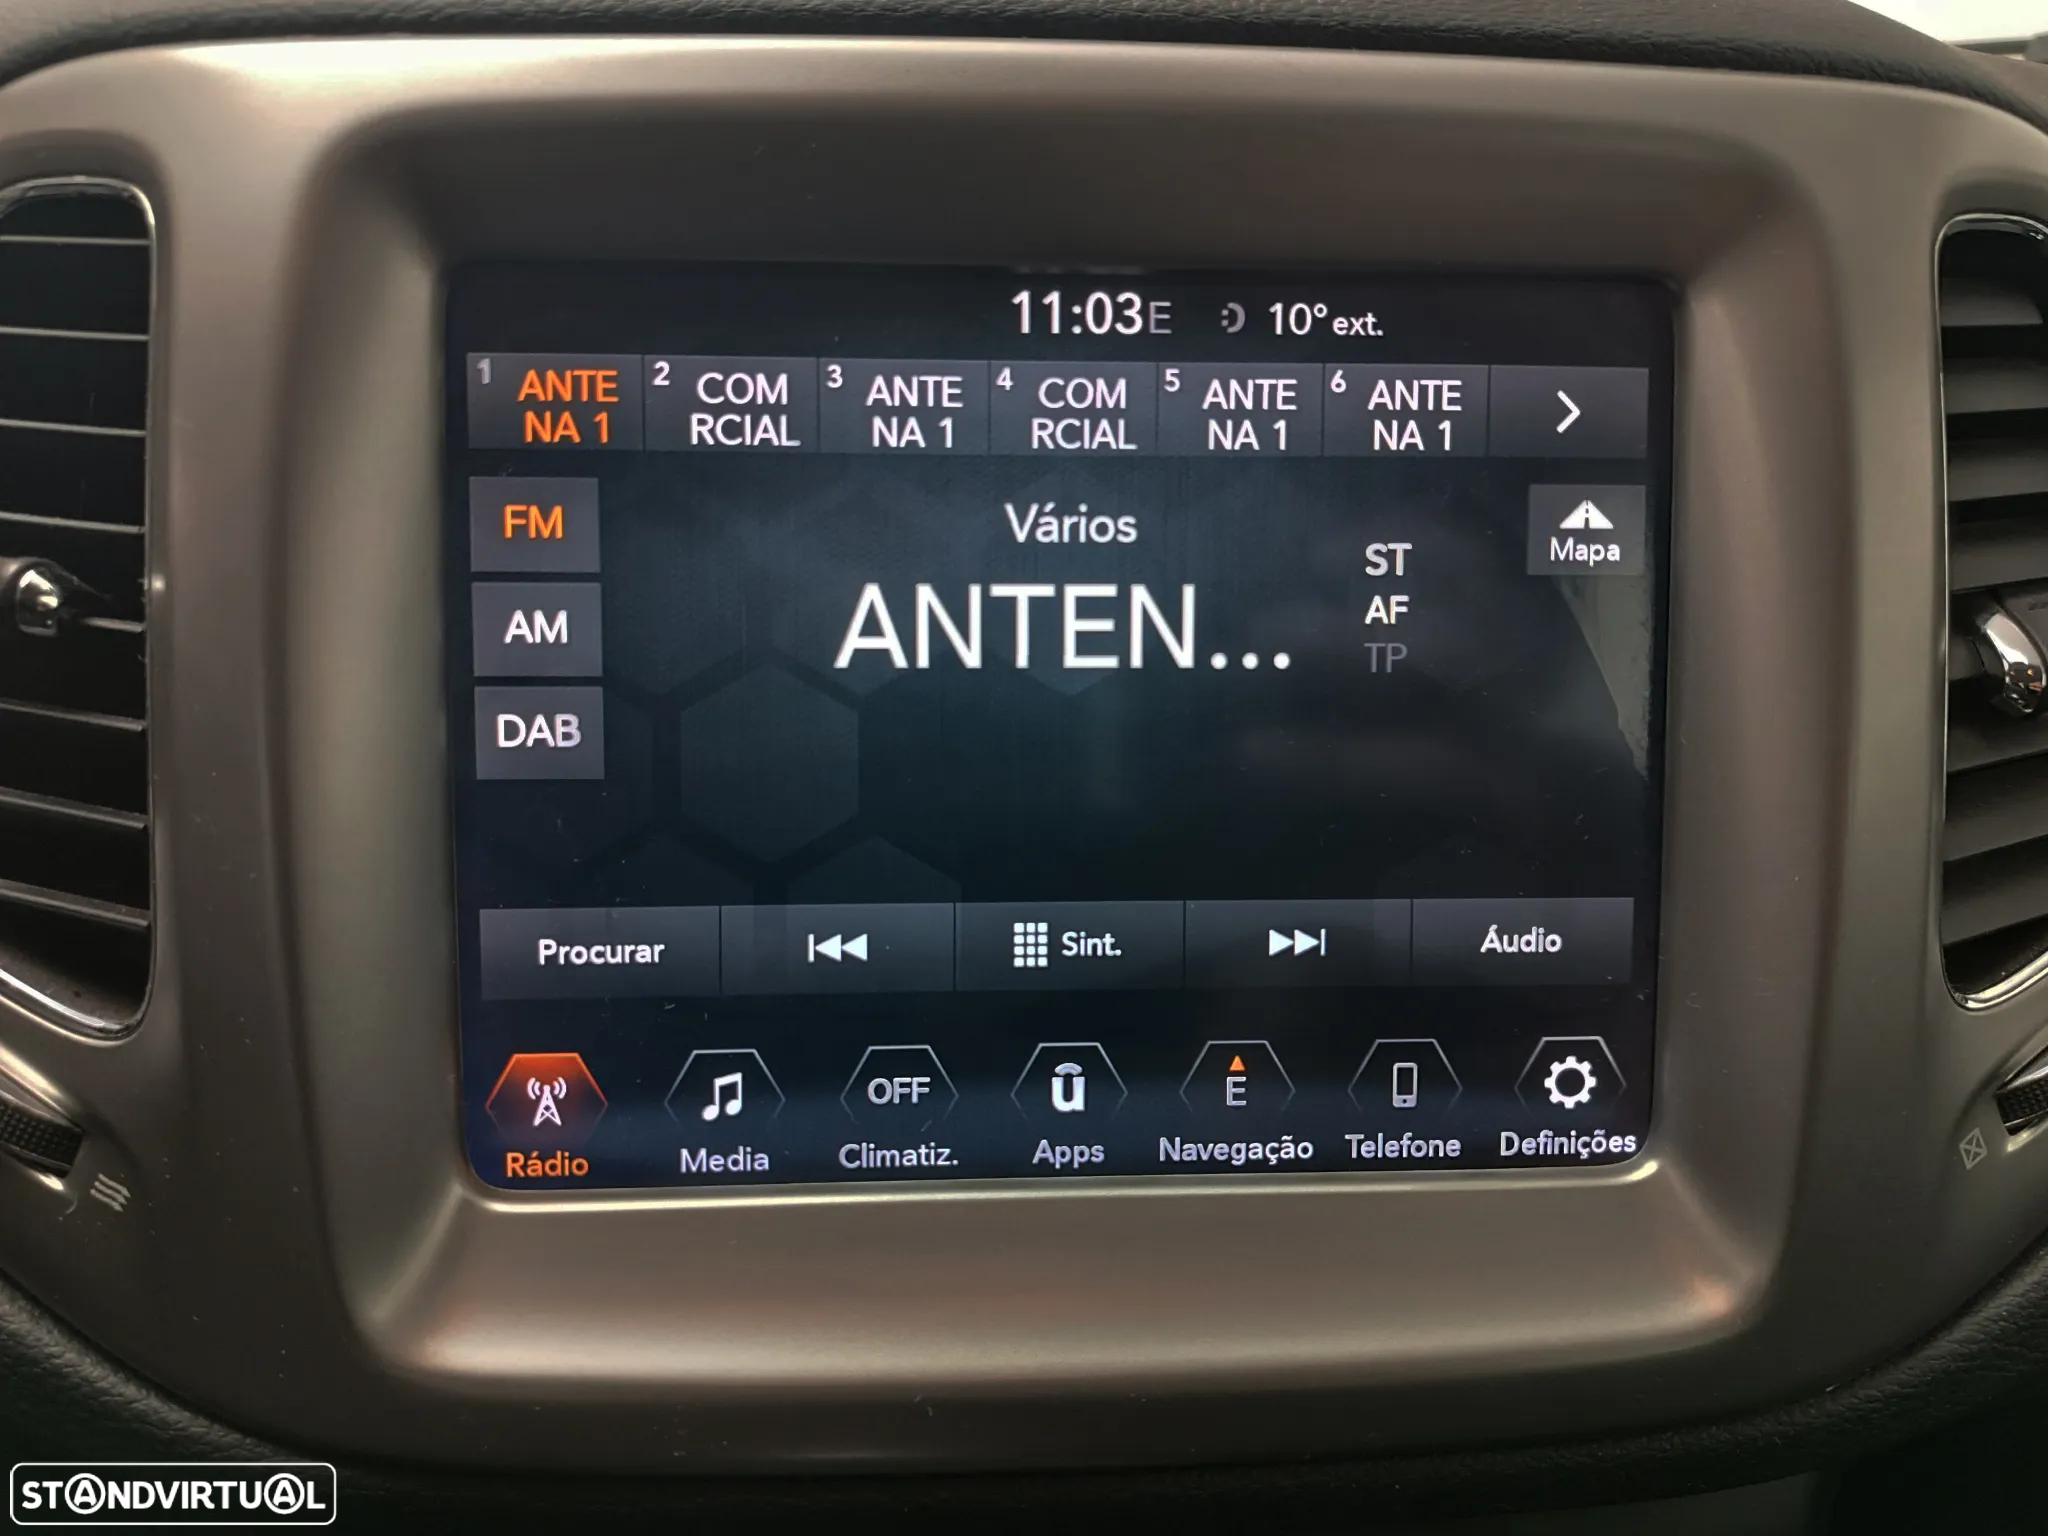 11:03 E 10° ext.
1 ANTE NA 1
2 COM RCIAL
3 ANTE NA 1
4 COM RCIAL
5 ANTE NA 1
6 ANTE NA 1
FM
Vários
Mapa
ST
AF
TP
AM
ANTEN...
DAB
Procurar
Sint.
Áudio
OFF
u
E
Rádio
Media
Climatiz.
Apps
Navegação
Telefone
Definições
STANDVIRTUAL